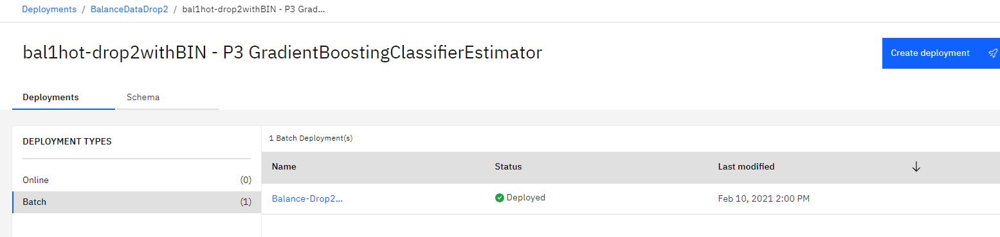 Deployments / BalanceDataDrop2 / bal1hot-drop2withBIN - P3 Grad...
bal1hot-drop2withBIN - P3 GradientBoostingClassifierEstimator
Create deployment
Deployments Schema
DEPLOYMENT TYPES
Online (0)
Batch (1)
1 Batch Deployment(s)
Name Status Last modified
Balance-Drop2... Deployed Feb 10, 2021 2:00 PM